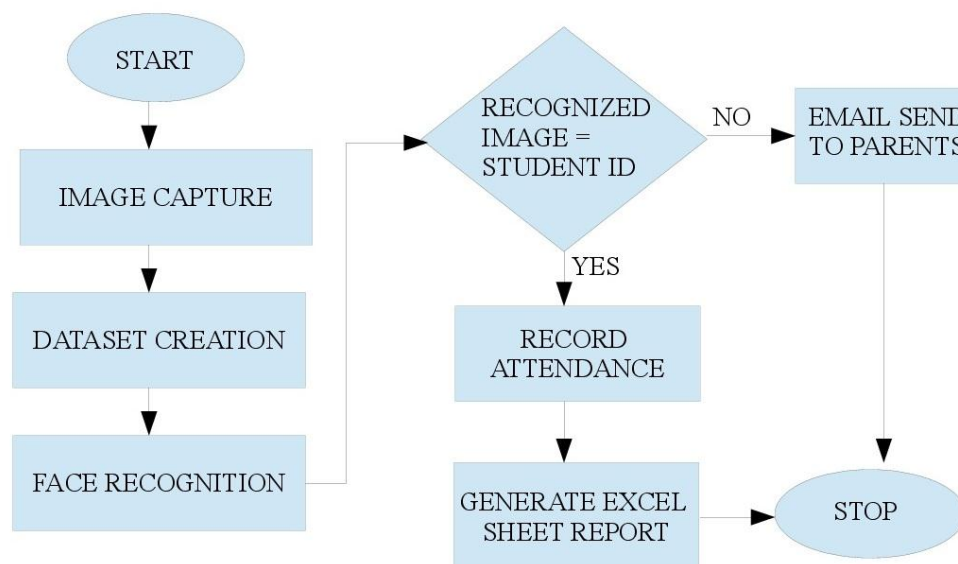 START
IMAGE CAPTURE
DATASET CREATION
FACE RECOGNITION
RECOGNIZED
IMAGE =
STUDENT ID
NO
EMAIL SEND
TO PARENTS
YES
RECORD
ATTENDANCE
GENERATE EXCEL
SHEET REPORT
STOP